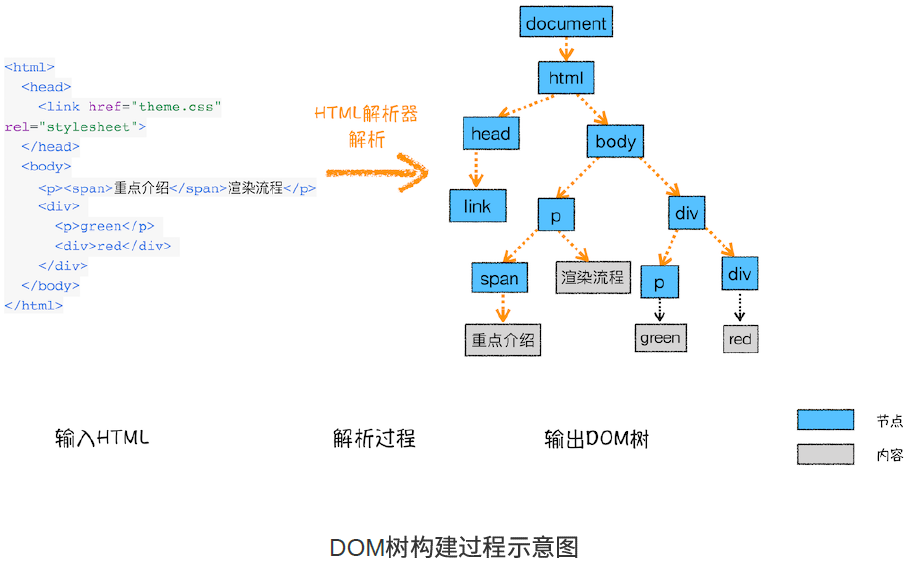 <html>
<head>
<link href="theme.css"
rel="stylesheet">
</head>
<body>
<p><span>重点介绍</span>渲染流程</p>
<div>
<p>green</p>
<div>red</div>
</div>
</body>
</html>
HTML解析器
解析
document
html
head
body
link
p
div
span
渲染流程
p
div
重点介绍
green
red
输入HTML
解析过程
输出DOM树
节点
内容
DOM树构建过程示意图